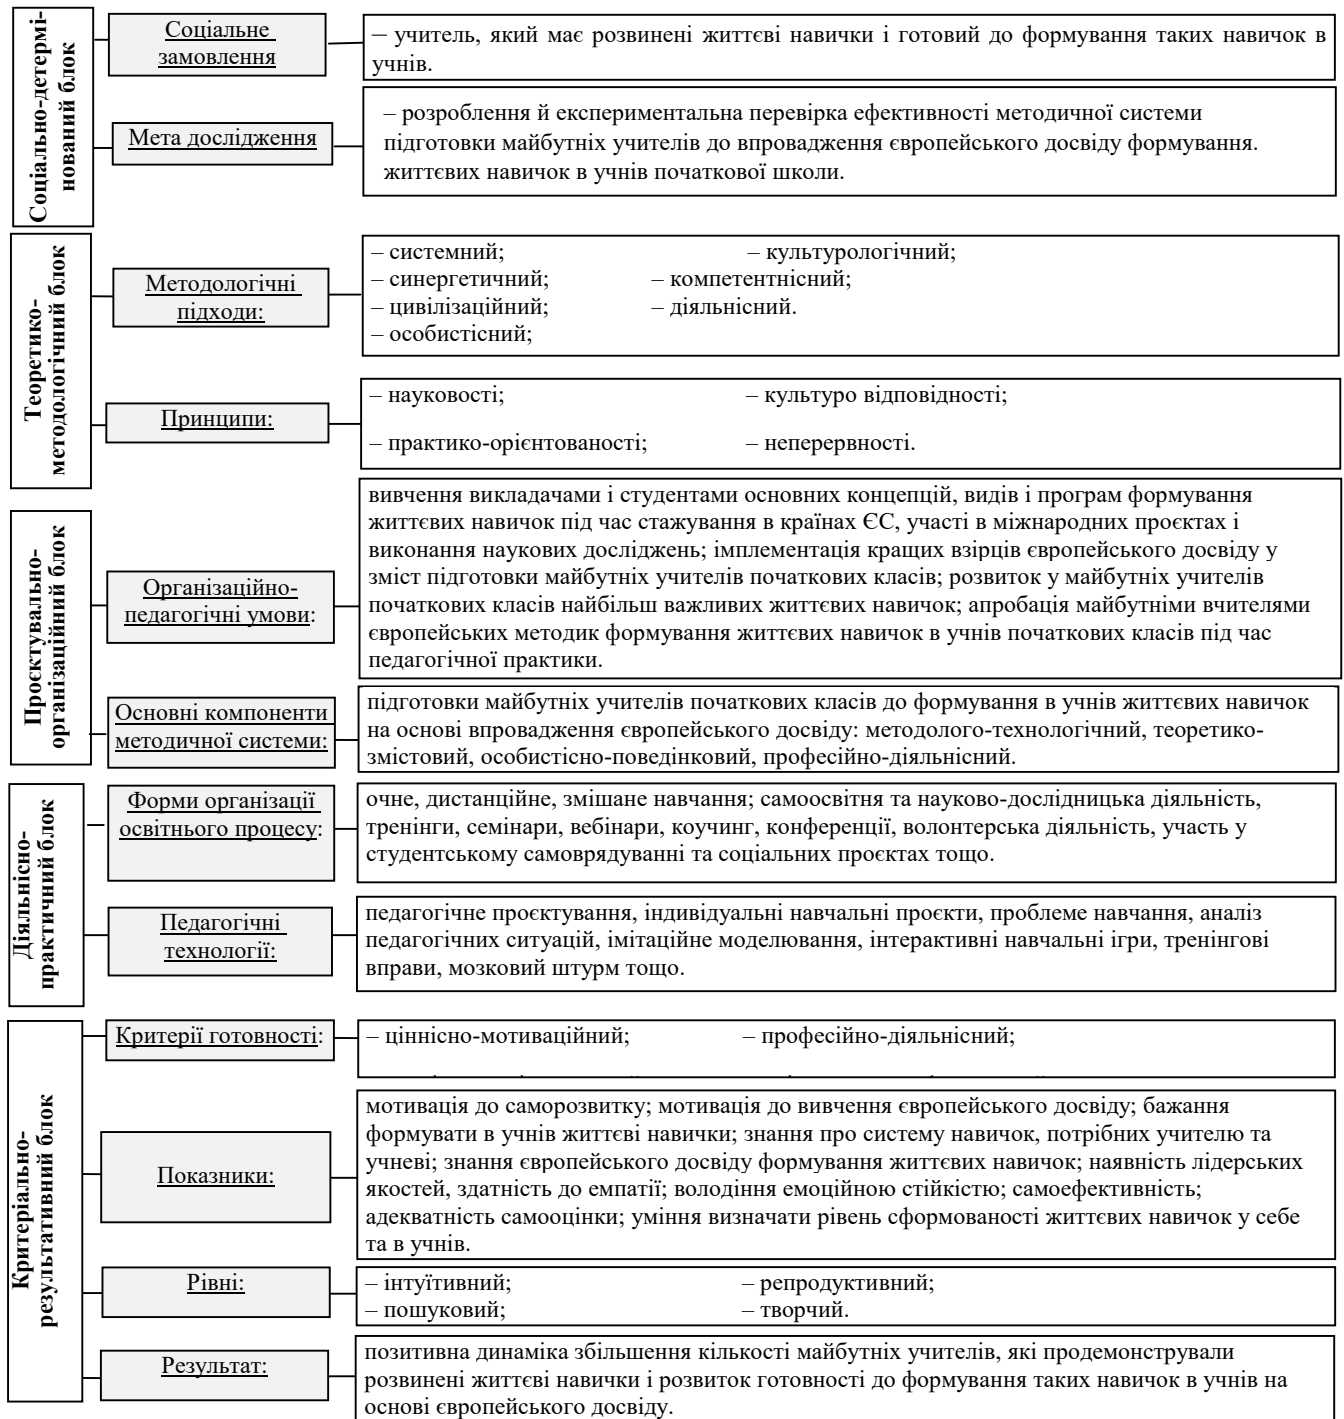 Соціально-детермі-
нований блок
Соціальне
замовлення
– учитель, який має розвинені життєві навички і готовий до формування таких навичок в
учнів.
Мета дослідження
– розроблення й експериментальна перевірка ефективності методичної системи
підготовки майбутніх учителів до впровадження європейського досвіду формування.
життєвих навичок в учнів початкової школи.
Теоретико-
методологічний блок
Методологічні
підходи:
– системний; – культурологічний;
– синергетичний; – компетентнісний;
– цивілізаційний; – діяльнісний.
– особистісний;
Принципи:
– науковості; – культуро відповідності;
– практико-орієнтованості; – неперервності.
Проєктувально-
організаційний блок
Організаційно-
педагогічні умови:
вивчення викладачами і студентами основних концепцій, видів і програм формування
життєвих навичок під час стажування в країнах ЄС, участі в міжнародних проєктах і
виконання наукових досліджень; імплементація кращих взірців європейського досвіду у
зміст підготовки майбутніх учителів початкових класів; розвиток у майбутніх учителів
початкових класів найбільш важливих життєвих навичок; апробація майбутніми вчителями
європейських методик формування життєвих навичок в учнів початкових класів під час
педагогічної практики.
Основні компоненти
методичної системи:
підготовки майбутніх учителів початкових класів до формування в учнів життєвих навичок
на основі впровадження європейського досвіду: методолого-технологічний, теоретико-
змістовий, особистісно-поведінковий, професійно-діяльнісний.
Діяльнісно-
практичний блок
Форми організації
освітнього процесу:
очне, дистанційне, змішане навчання; самоосвітня та науково-дослідницька діяльність,
тренінги, семінари, вебінари, коучинг, конференції, волонтерська діяльність, участь у
студентському самоврядуванні та соціальних проєктах тощо.
Педагогічні
технології:
педагогічне проєктування, індивідуальні навчальні проєкти, проблеме навчання, аналіз
педагогічних ситуацій, імітаційне моделювання, інтерактивні навчальні ігри, тренінгові
вправи, мозковий штурм тощо.
Критеріально-
результативний блок
Критерії готовності:
– ціннісно-мотиваційний; – професійно-діяльнісний;
Показники:
мотивація до саморозвитку; мотивація до вивчення європейського досвіду; бажання
формувати в учнів життєві навички; знання про систему навичок, потрібних учителю та
учневі; знання європейського досвіду формування життєвих навичок; наявність лідерських
якостей, здатність до емпатії; володіння емоційною стійкістю; самоефективність;
адекватність самооцінки; уміння визначати рівень сформованості життєвих навичок у себе
та в учнів.
Рівні:
– інтуїтивний; – репродуктивний;
– пошуковий; – творчий.
Результат:
позитивна динаміка збільшення кількості майбутніх учителів, які продемонстрували
розвинені життєві навички і розвиток готовності до формування таких навичок в учнів на
основі європейського досвіду.